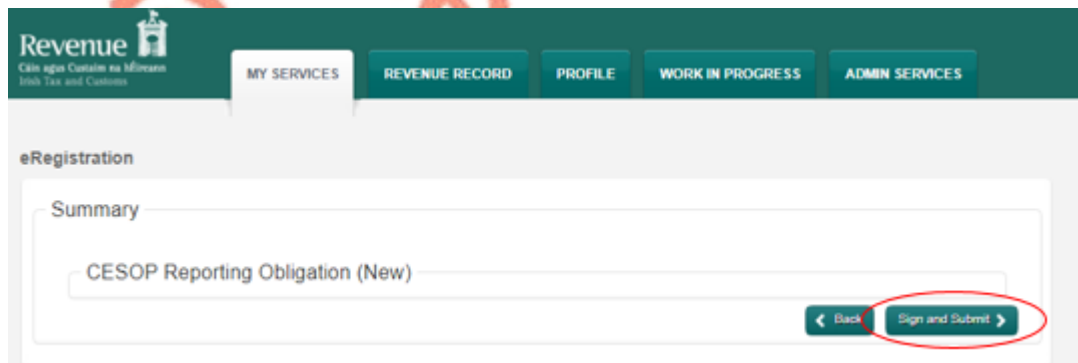 Revenue
Cáin agus Custaim na hÉireann
Irish Tax and Customs
MY SERVICES
REVENUE RECORD
PROFILE
WORK IN PROGRESS
ADMIN SERVICES
eRegistration
Summary
CESOP Reporting Obligation (New)
Back
Sign and Submit